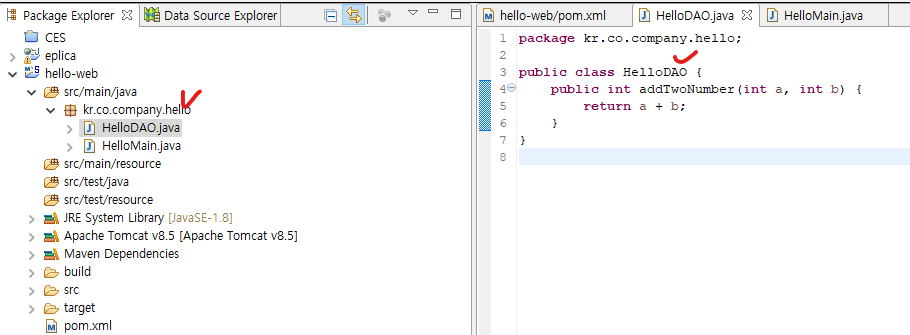 Package Explorer
Data Source Explorer
CES
eplica
hello-web
src/main/java
kr.co.company.hello
HelloDAO.java
HelloMain.java
src/main/resource
src/test/java
src/test/resource
JRE System Library [JavaSE-1.8]
Apache Tomcat v8.5 [Apache Tomcat v8.5]
Maven Dependencies
build
src
target
pom.xml
hello-web/pom.xml
HelloDAO.java
HelloMain.java
1 package kr.co.company.hello;
2
3 public class HelloDAO {
4 public int addTwoNumber(int a, int b) {
5 return a + b;
6 }
7 }
8